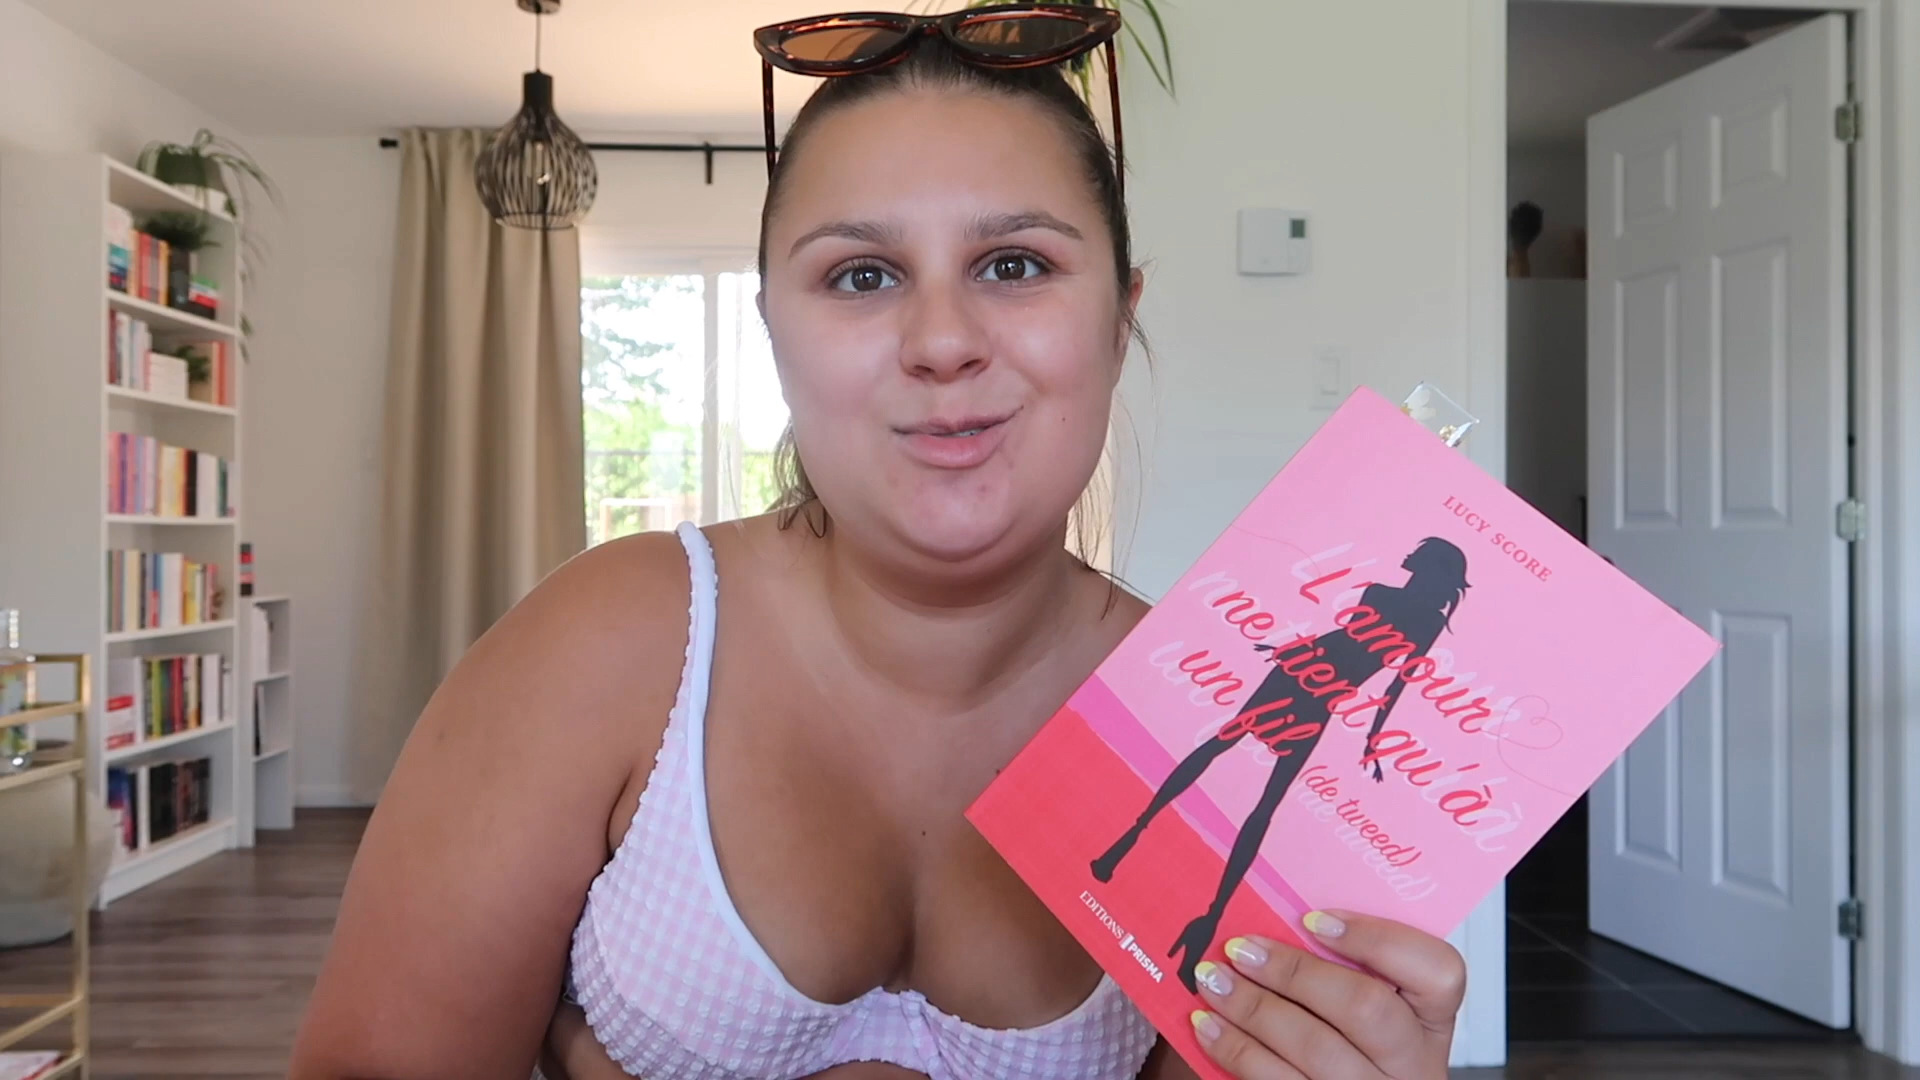 LUCY SCORE
L'amour
ne tient qu'à
un fil
(de tweed)
EDITIONS PRISMA